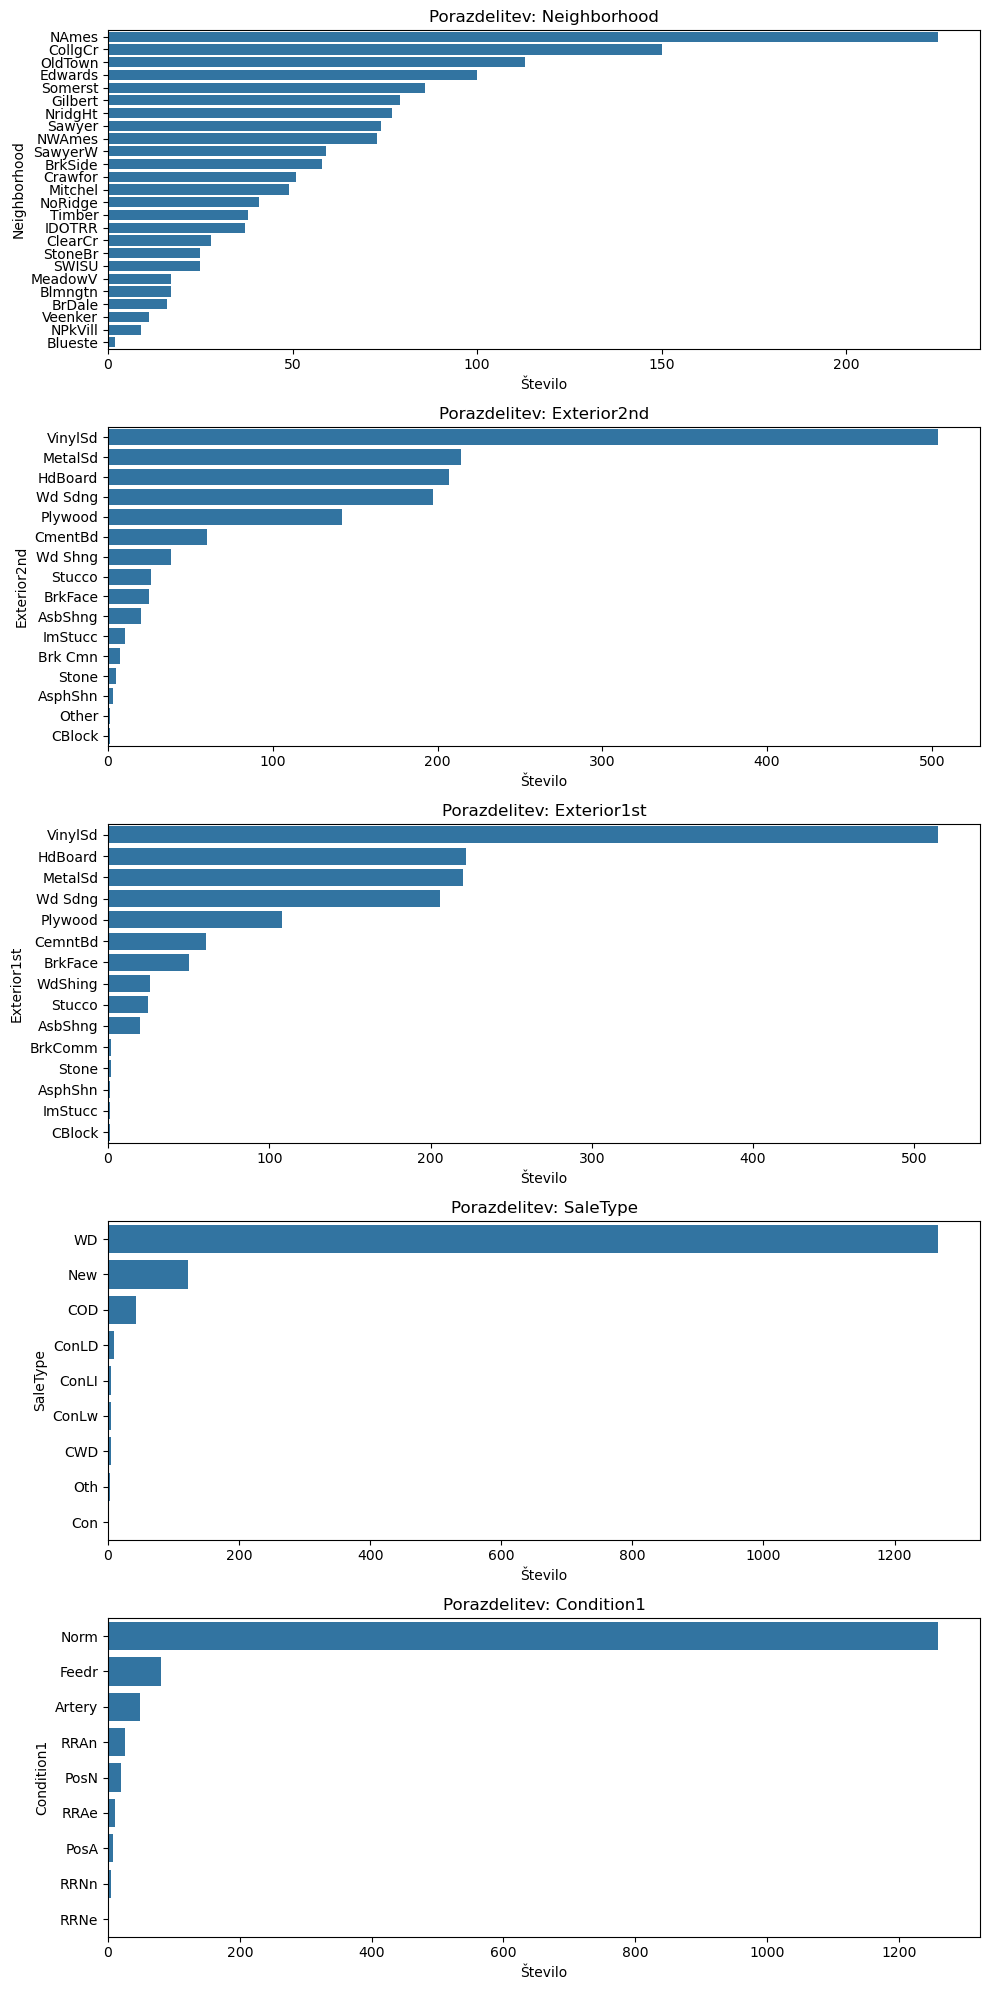 Porazdelitev: Neighborhood
Neighborhood
NAmes
CollgCr
OldTown
Edwards
Somerst
Gilbert
NridgHt
Sawyer
NWAmes
SawyerW
BrkSide
Crawfor
Mitchel
NoRidge
Timber
IDOTRR
ClearCr
StoneBr
SWISU
MeadowV
Blmngtn
BrDale
Veenker
NPkVill
Blueste
0 50 100 150 200
Število
Porazdelitev: Exterior2nd
Exterior2nd
VinylSd
MetalSd
HdBoard
Wd Sdng
Plywood
CmentBd
Wd Shng
Stucco
BrkFace
AsbShng
ImStucc
Brk Cmn
Stone
AsphShn
Other
CBlock
0 100 200 300 400 500
Število
Porazdelitev: Exterior1st
Exterior1st
VinylSd
HdBoard
MetalSd
Wd Sdng
Plywood
CemntBd
BrkFace
WdShing
Stucco
AsbShng
BrkComm
Stone
AsphShn
ImStucc
CBlock
0 100 200 300 400 500
Število
Porazdelitev: SaleType
SaleType
WD
New
COD
ConLD
ConLI
ConLw
CWD
Oth
Con
0 200 400 600 800 1000 1200
Število
Porazdelitev: Condition1
Condition1
Norm
Feedr
Artery
RRAn
PosN
RRAe
PosA
RRNn
RRNe
0 200 400 600 800 1000 1200
Število